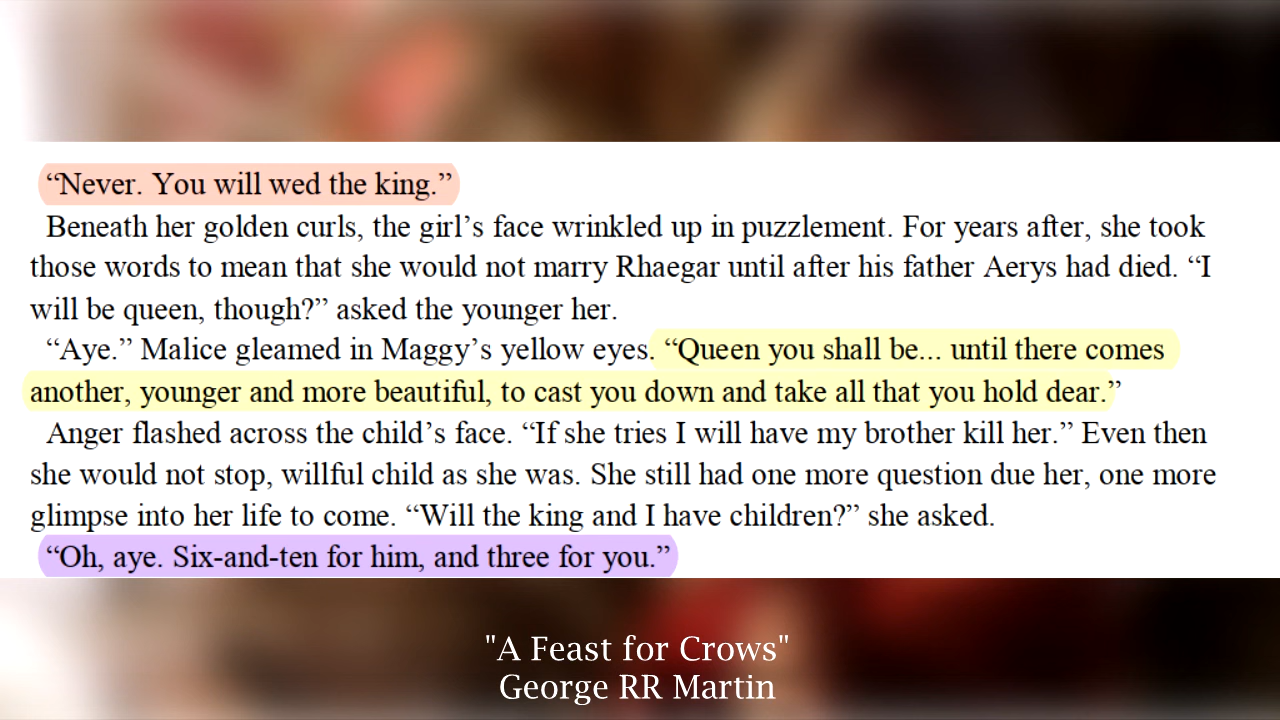 “Never. You will wed the king.”
Beneath her golden curls, the girl’s face wrinkled up in puzzlement. For years after, she took
those words to mean that she would not marry Rhaegar until after his father Aerys had died. “I
will be queen, though?” asked the younger her.
“Aye.” Malice gleamed in Maggy’s yellow eyes. “Queen you shall be... until there comes
another, younger and more beautiful, to cast you down and take all that you hold dear.”
Anger flashed across the child’s face. “If she tries I will have my brother kill her.” Even then
she would not stop, willful child as she was. She still had one more question due her, one more
glimpse into her life to come. “Will the king and I have children?” she asked.
“Oh, aye. Six-and-ten for him, and three for you.”
"A Feast for Crows"
George RR Martin